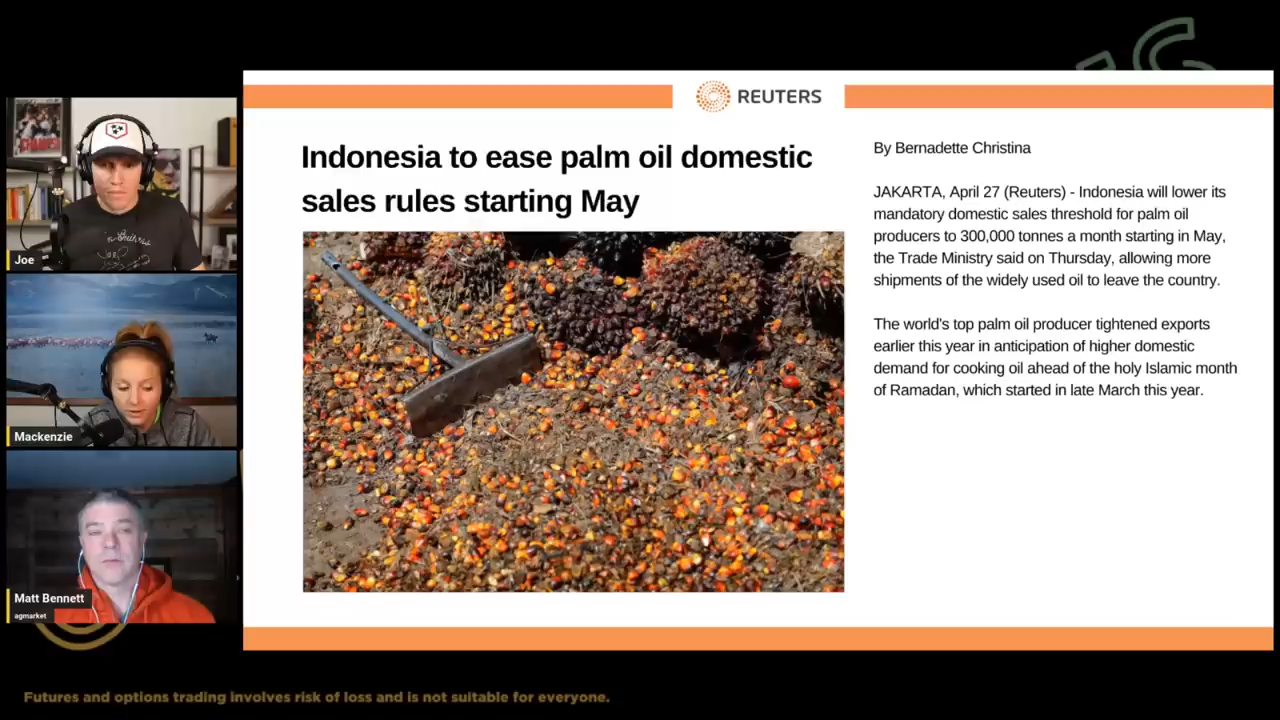 REUTERS
Indonesia to ease palm oil domestic
sales rules starting May
By Bernadette Christina
JAKARTA, April 27 (Reuters) - Indonesia will lower its
mandatory domestic sales threshold for palm oil
producers to 300,000 tonnes a month starting in May,
the Trade Ministry said on Thursday, allowing more
shipments of the widely used oil to leave the country.
The world's top palm oil producer tightened exports
earlier this year in anticipation of higher domestic
demand for cooking oil ahead of the holy Islamic month
of Ramadan, which started in late March this year.
Joe
Mackenzie
Matt Bennett
agmarket
Futures and options trading involves risk of loss and is not suitable for everyone.